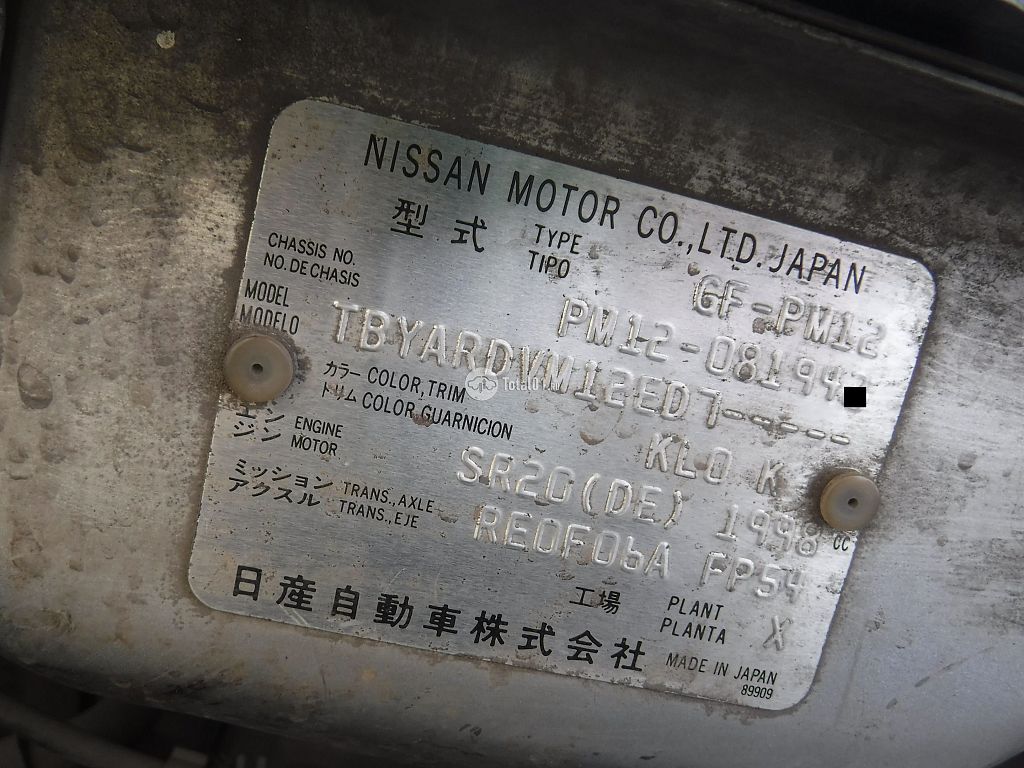 NISSAN MOTOR CO.,LTD. JAPAN
型式 TYPE TIPO GF-PM12
CHASSIS NO. NO. DE CHASIS PM12-08194
MODEL MODELO TBYARDYM12ED7-----
カラー COLOR,TRIM
トリム COLOR,GUARNICION KL0 K
エンジン ENGINE MOTOR SR20(DE) 1998 CC
ミッション TRANS.,AXLE
アクスル TRANS.,EJE RE0F06A FP54
工場 PLANT PLANTA X
日産自動車株式会社 MADE IN JAPAN
89909